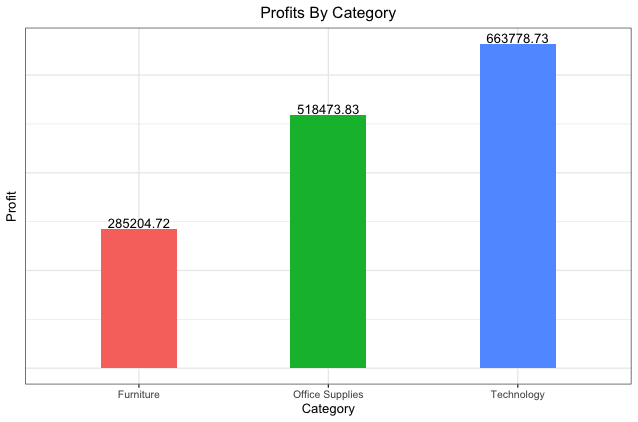 Profits By Category
663778.73
518473.83
285204.72
Profit
Furniture
Office Supplies
Technology
Category